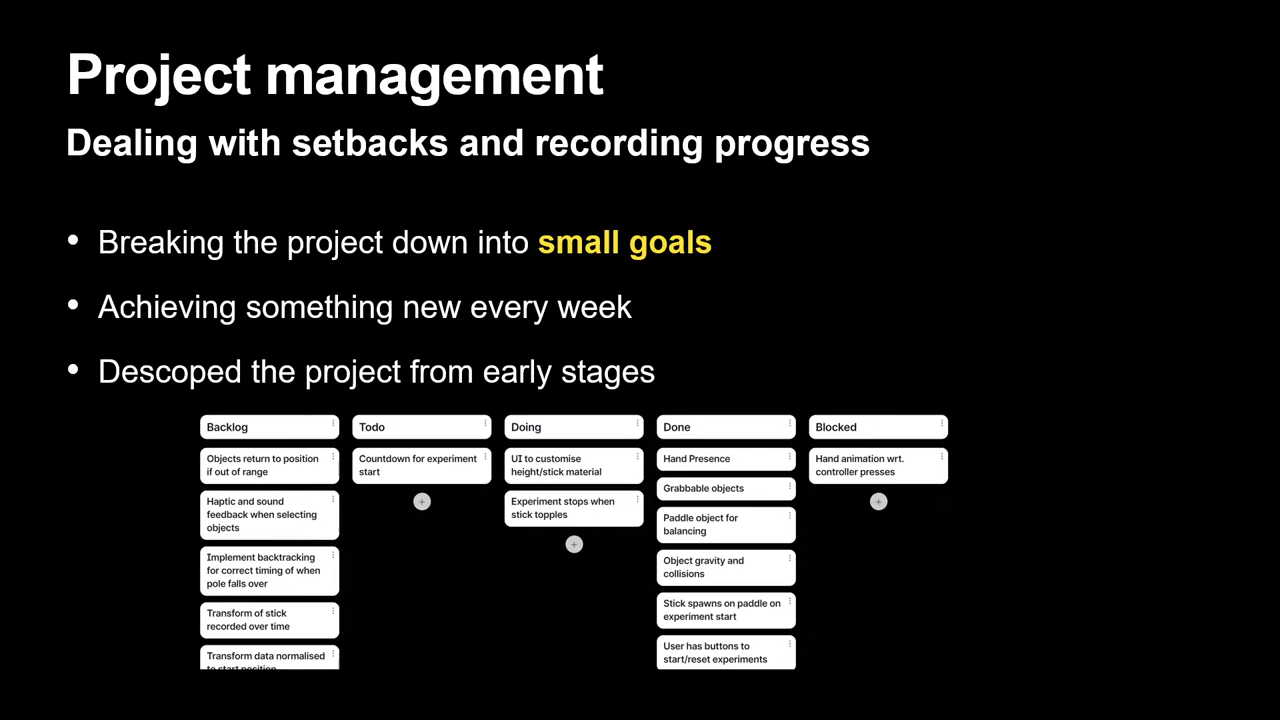 Project management
Dealing with setbacks and recording progress
• Breaking the project down into small goals
• Achieving something new every week
• Descoped the project from early stages
Backlog
Objects return to position
if out of range
Haptic and sound
feedback when selecting
objects
Implement backtracking
for correct timing of when
pole falls over
Transform of stick
recorded over time
Transform data normalised
to start position
Todo
Countdown for experiment
start
Doing
UI to customise
height/stick material
Experiment stops when
stick topples
Done
Hand Presence
Grabbable objects
Paddle object for
balancing
Object gravity and
collisions
Stick spawns on paddle on
experiment start
User has buttons to
start/reset experiments
Blocked
Hand animation wrt.
controller presses